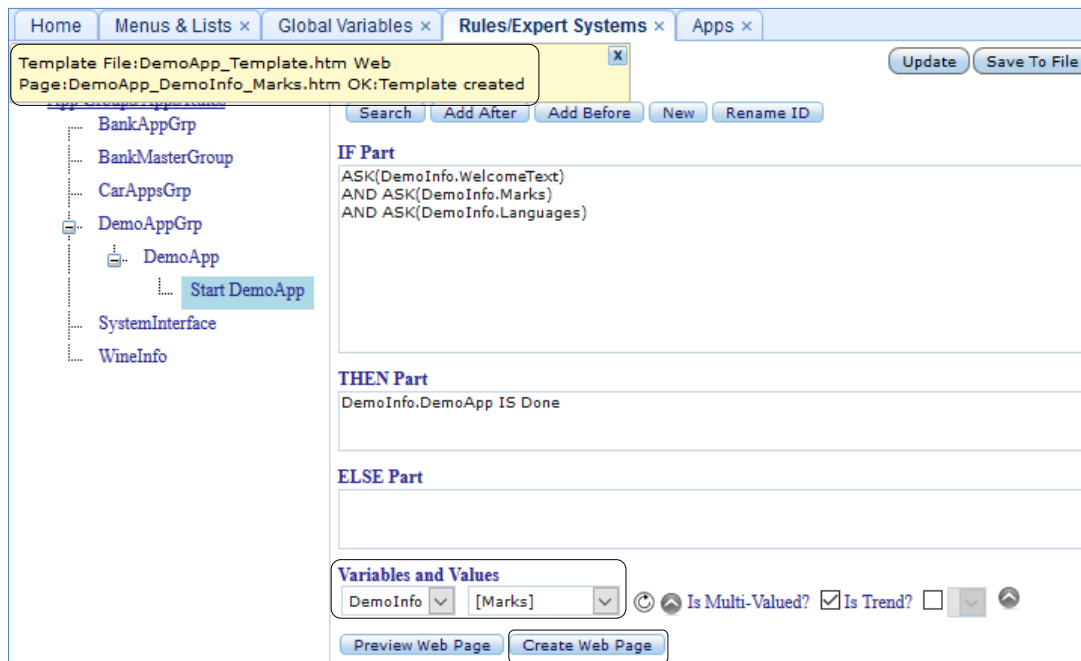 Home Menus & Lists × Global Variables × Rules/Expert Systems × Apps ×
Template File:DemoApp_Template.htm Web
Page:DemoApp_DemoInfo_Marks.htm OK:Template created
X
Update Save To File
Search Add After Add Before New Rename ID
BankAppGrp
BankMasterGroup
CarAppsGrp
DemoAppGrp
DemoApp
Start DemoApp
SystemInterface
WineInfo
IF Part
ASK(DemoInfo.WelcomeText)
AND ASK(DemoInfo.Marks)
AND ASK(DemoInfo.Languages)
THEN Part
DemoInfo.DemoApp IS Done
ELSE Part
Variables and Values
DemoInfo [Marks] Is Multi-Valued? Is Trend?
Preview Web Page Create Web Page